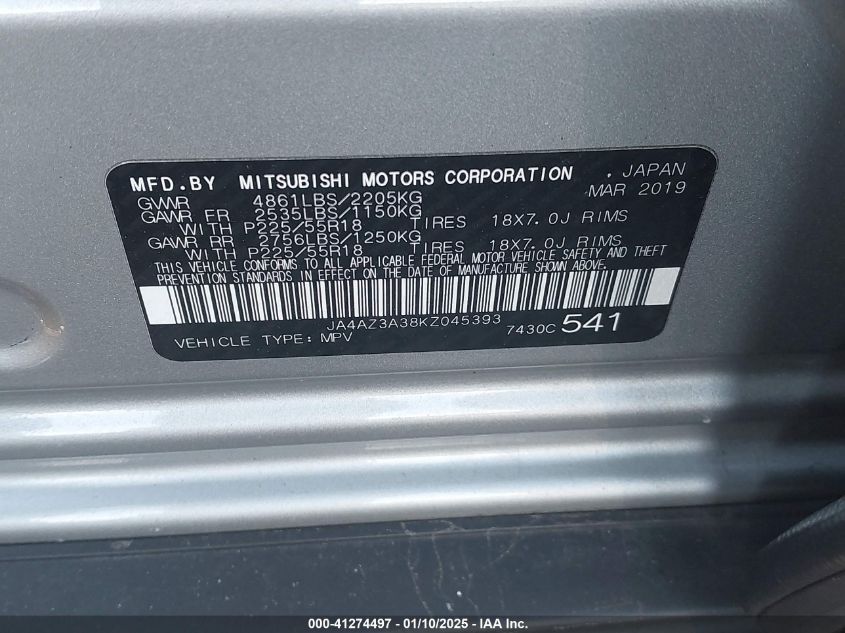 MFD.BY MITSUBISHI MOTORS CORPORATION . JAPAN
MAR 2019
GVWR 4861LBS/2205KG
GAWR FR 2535LBS/1150KG
WITH P225/55R18 TIRES 18X7.0J RIMS
GAWR RR 2756LBS/1250KG
WITH P225/55R18 TIRES 18X7.0J RIMS
THIS VEHICLE CONFORMS TO ALL APPLICABLE FEDERAL MOTOR VEHICLE SAFETY AND THEFT
PREVENTION STANDARDS IN EFFECT ON THE DATE OF MANUFACTURE SHOWN ABOVE.
JA4AZ3A38KZ045393
VEHICLE TYPE: MPV 7430C 541
000-41274497 - 01/10/2025 - IAA Inc.